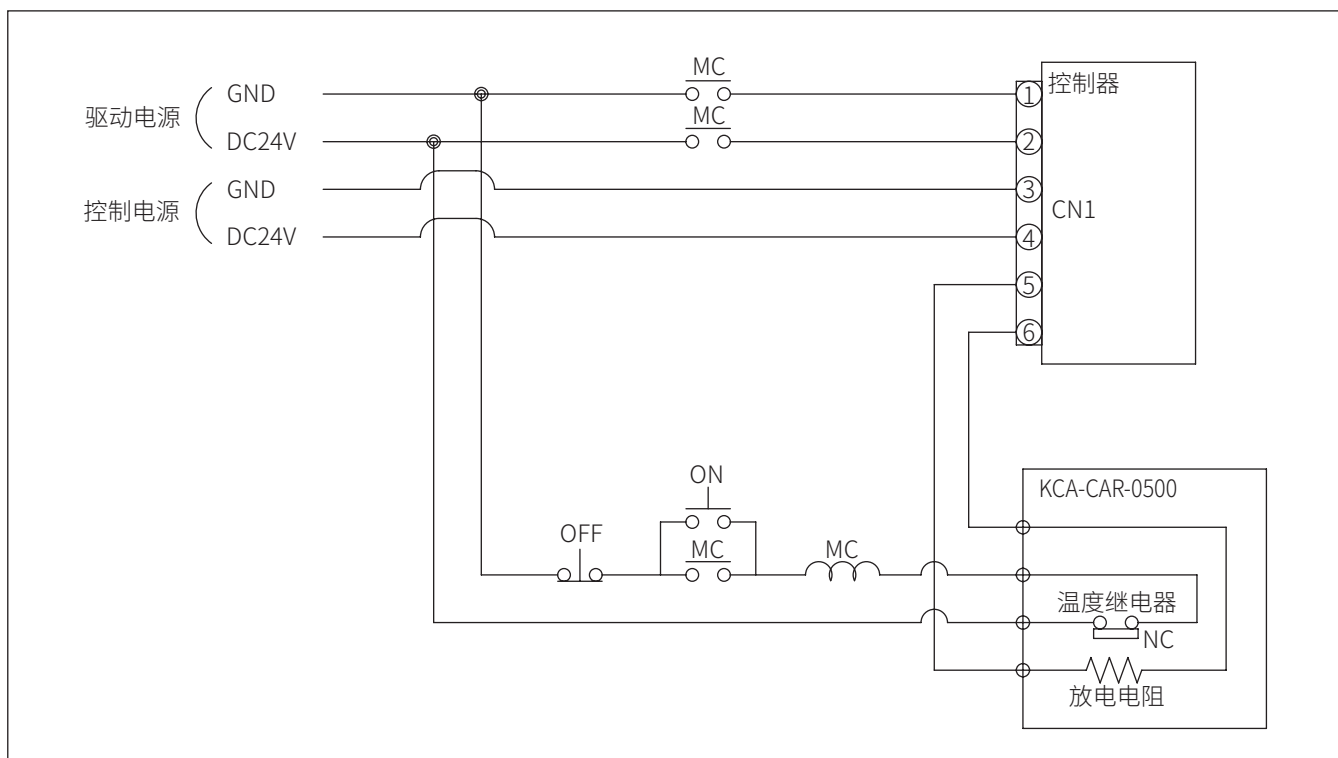 MC
GND
控制器
①
驱动电源
MC
DC24V
②
GND
③
控制电源
CN1
DC24V
④
⑤
⑥
ON
KCA-CAR-0500
OFF
MC
MC
温度继电器
NC
放电电阻